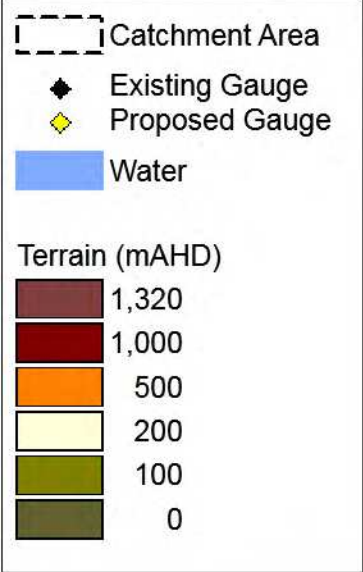 Catchment Area
Existing Gauge
Proposed Gauge
Water
Terrain (mAHD)
1,320
1,000
500
200
100
0